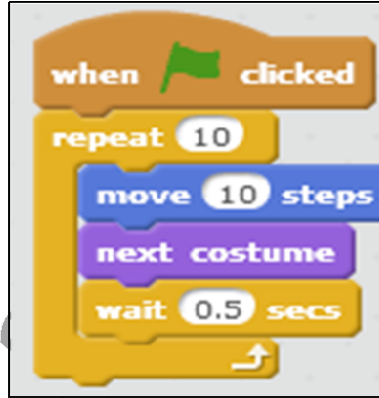 when clicked
repeat 10
move 10 steps
next costume
wait 0.5 secs